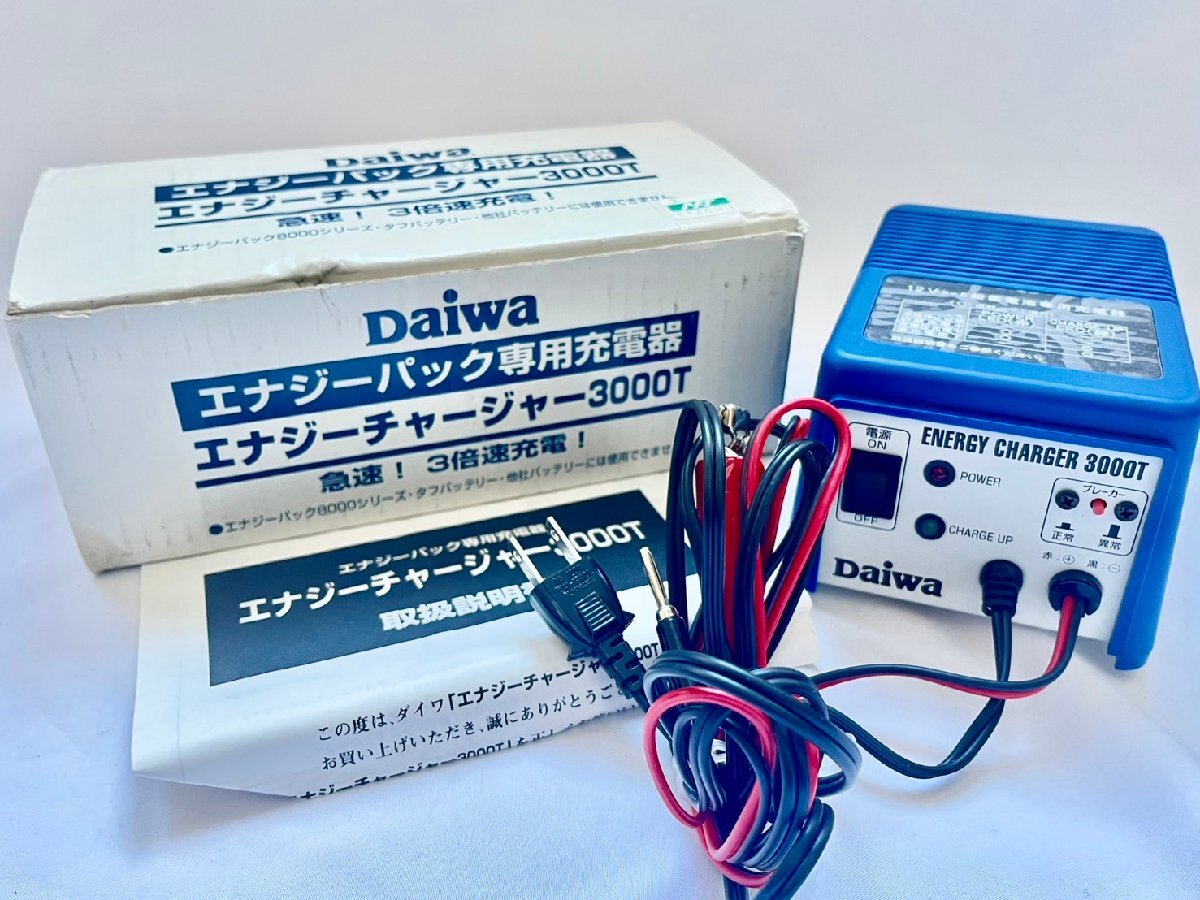 Daiwa
エナジーパック専用充電器
エナジーチャージャー3000T
急速！ 3倍速充電！
●エナジーパック8000シリーズ・タフバッテリー・他社バッテリーには使用できません。
Daiwa
エナジーパック専用充電器
エナジーチャージャー3000T
急速！ 3倍速充電！
●エナジーパック8000シリーズ・タフバッテリー・他社バッテリーには使用できませ
エナジーパック専用充電器
エナジーチャージャー3000T
取扱説明
この度は、ダイワ「エナジーチャージャ 00T
お買い上げいただき、誠にありがとうご
ナジーチャージャー3000T」を正
電源
ON
OFF
ENERGY CHARGER 3000T
POWER
CHARGE UP
ブレーカー
正常 異常
赤:⊕ 黒:⊖
Daiwa